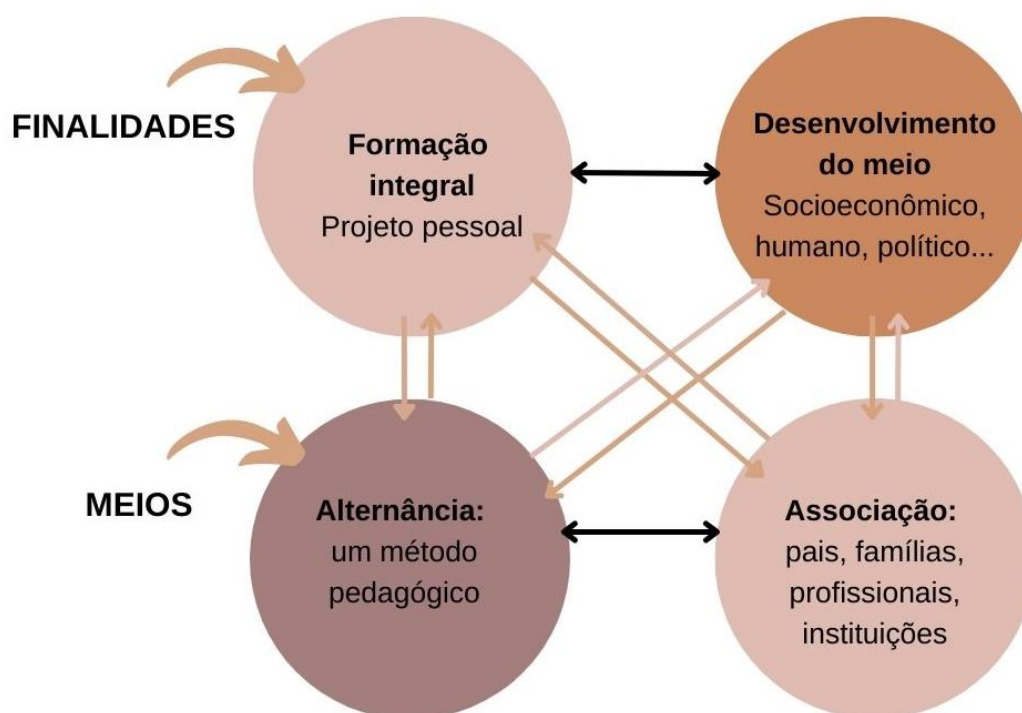 FINALIDADES
Formação
integral
Projeto pessoal
Desenvolvimento
do meio
Socioeconômico,
humano, político...
MEIOS
Alternância:
um método
pedagógico
Associação:
pais, famílias,
profissionais,
instituições